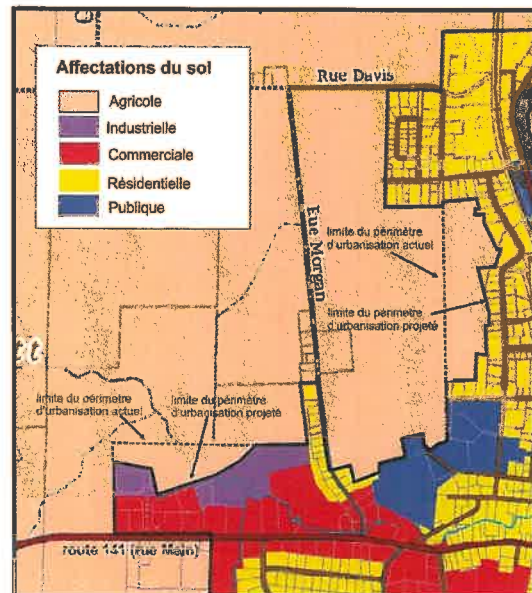 Affectations du sol
Agricole
Industrielle
Commerciale
Résidentielle
Publique
Rue Davis
Rue Morgan
limite du périmètre
d'urbanisation actuel
limite du périmètre
d'urbanisation projeté
limite du périmètre
d'urbanisation actuel
limite du périmètre
d'urbanisation projeté
route 141 (rue Main)